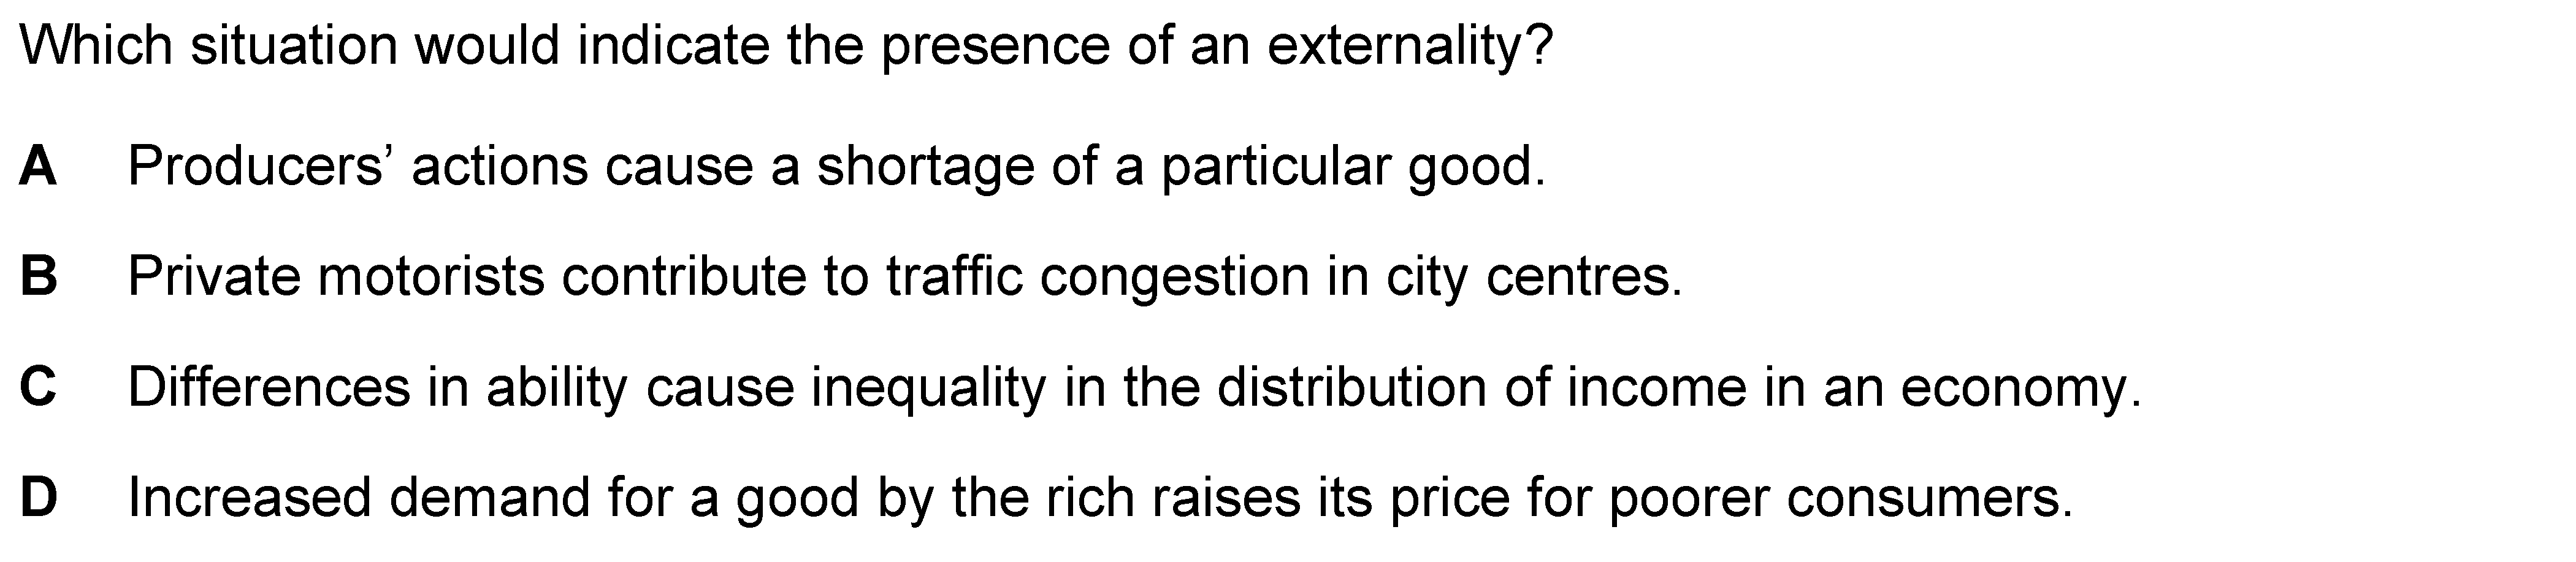 Which situation would indicate the presence of an externality?
A Producers’ actions cause a shortage of a particular good.
B Private motorists contribute to traffic congestion in city centres.
C Differences in ability cause inequality in the distribution of income in an economy.
D Increased demand for a good by the rich raises its price for poorer consumers.